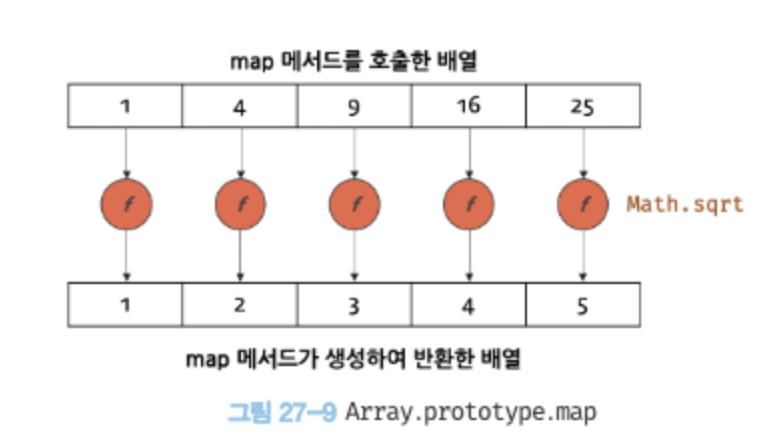 map 메서드를 호출한 배열
1 4 9 16 25
f f f f f Math.sqrt
1 2 3 4 5
map 메서드가 생성하여 반환한 배열
그림 27-9 Array.prototype.map